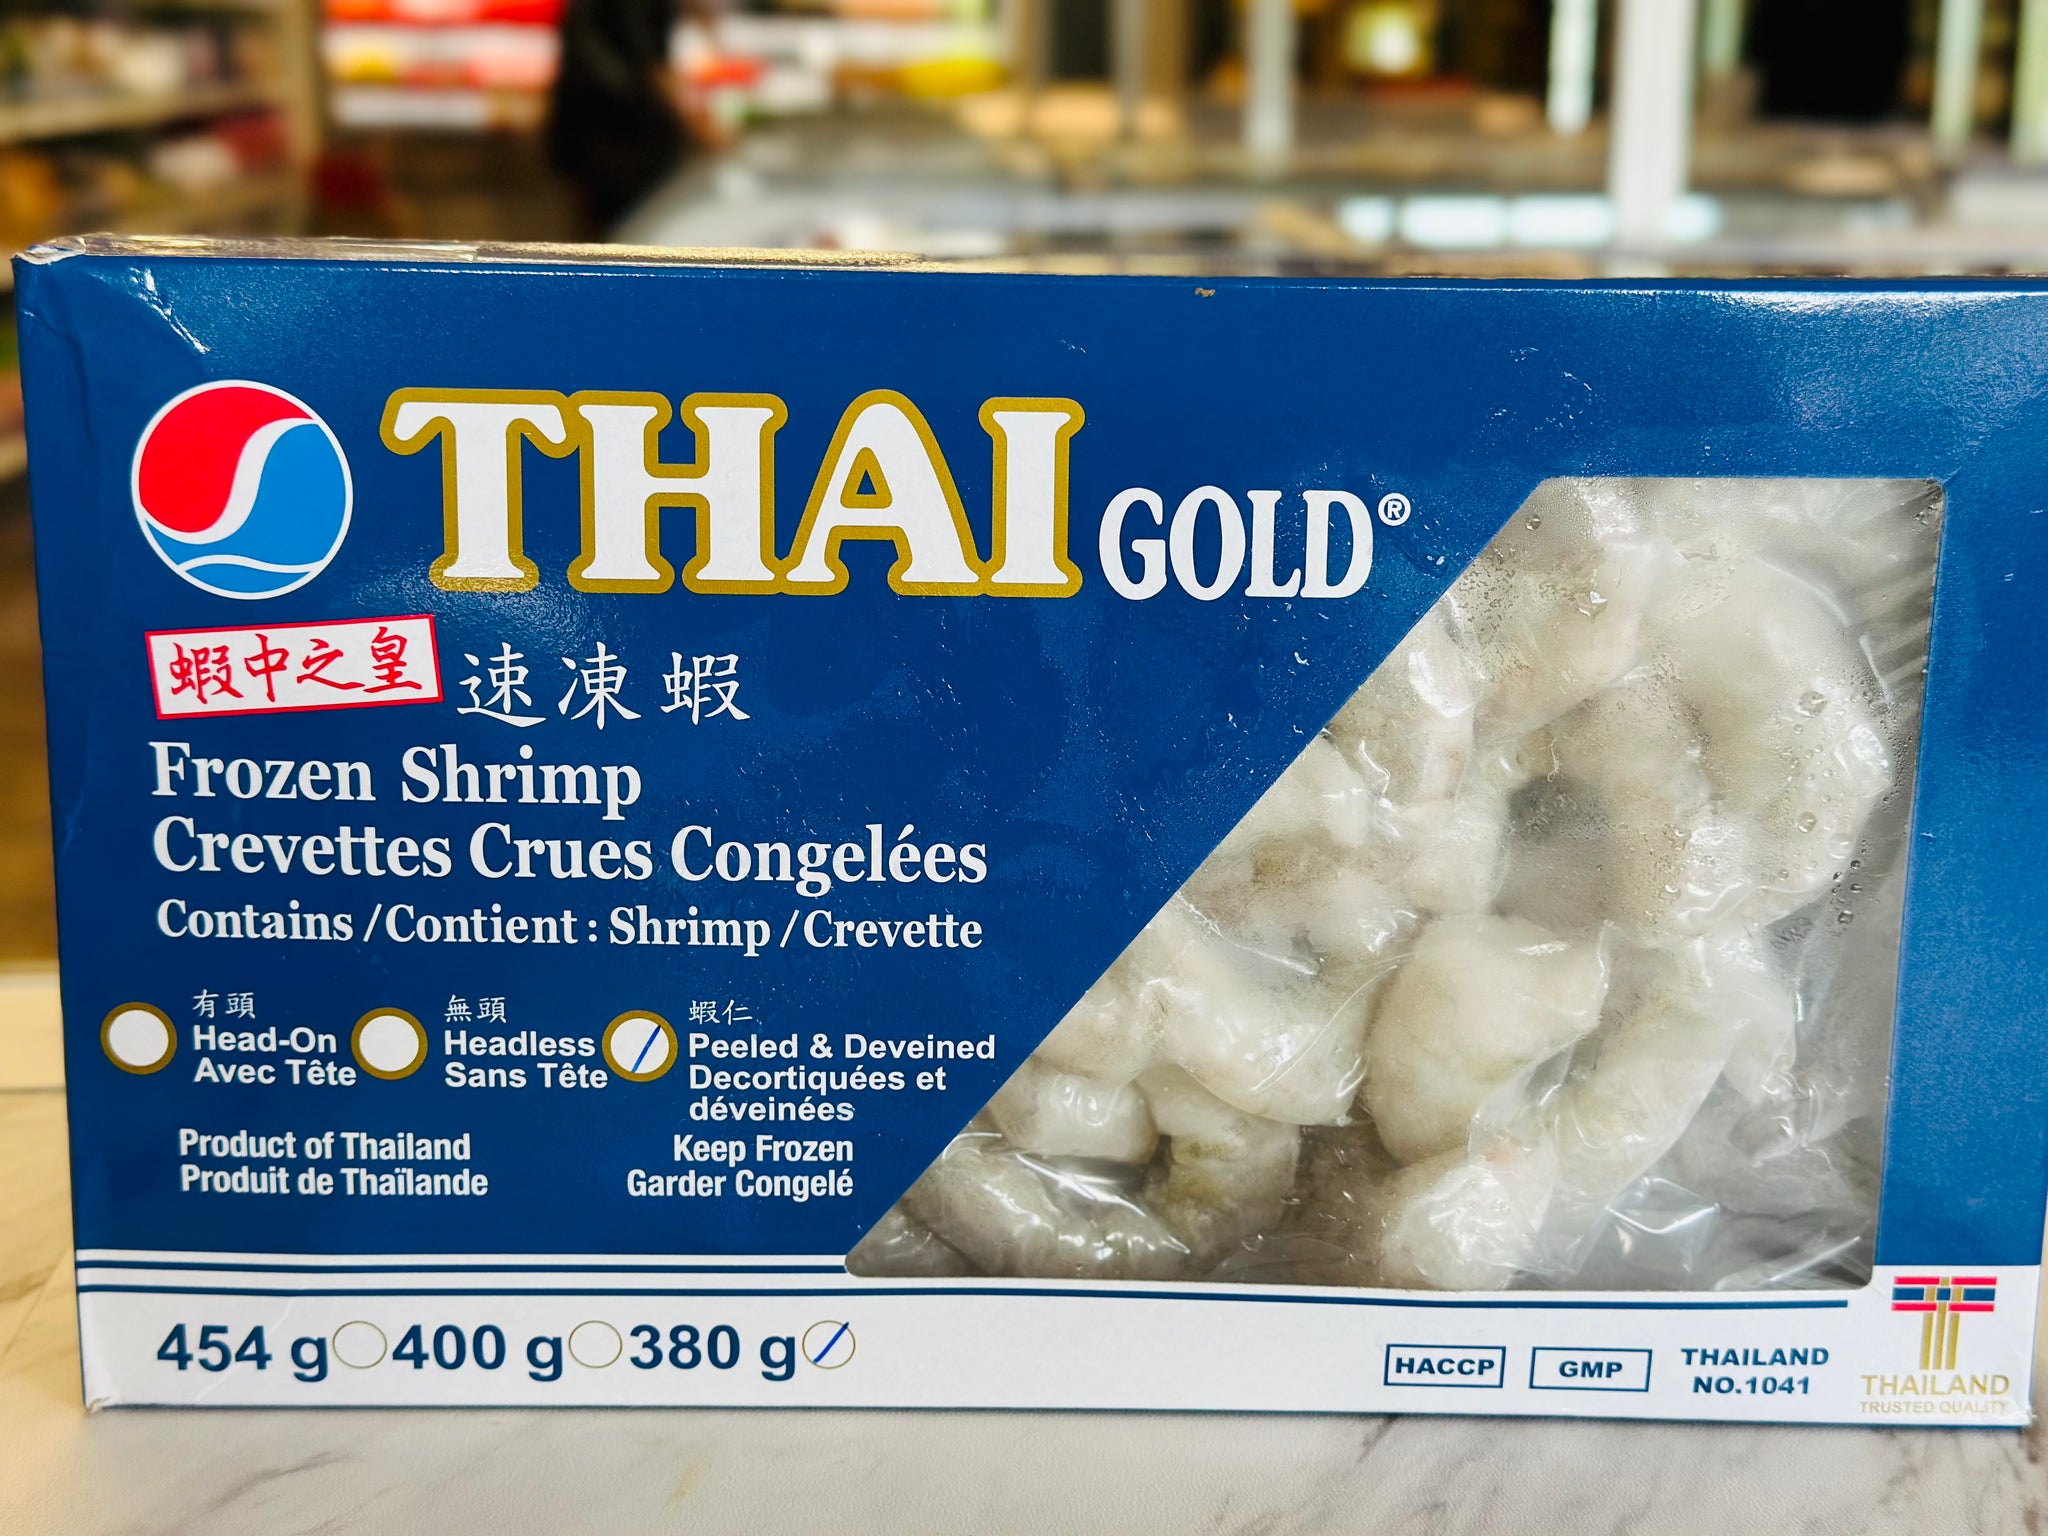 THAI GOLD®
蝦中之皇 速凍蝦
Frozen Shrimp
Crevettes Crues Congelées
Contains/Contient: Shrimp/Crevette
有頭
Head-On
Avec Tête
無頭
Headless
Sans Tête
蝦仁
Peeled & Deveined
Decortiquées et
déveinées
Product of Thailand
Produit de Thaïlande
Keep Frozen
Garder Congelé
454 g 400 g 380 g
HACCP
GMP
THAILAND
NO.1041
THAILAND
TRUSTED QUALITY